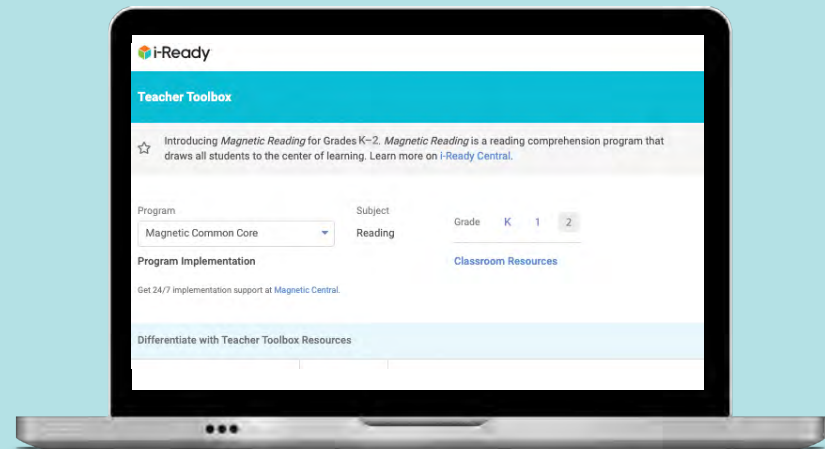 i-Ready
Teacher Toolbox
Introducing Magnetic Reading for Grades K–2. Magnetic Reading is a reading comprehension program that
draws all students to the center of learning. Learn more on i-Ready Central.
Program
Subject
Magnetic Common Core
Reading
Grade K 1 2
Program Implementation
Classroom Resources
Get 24/7 implementation support at Magnetic Central.
Differentiate with Teacher Toolbox Resources